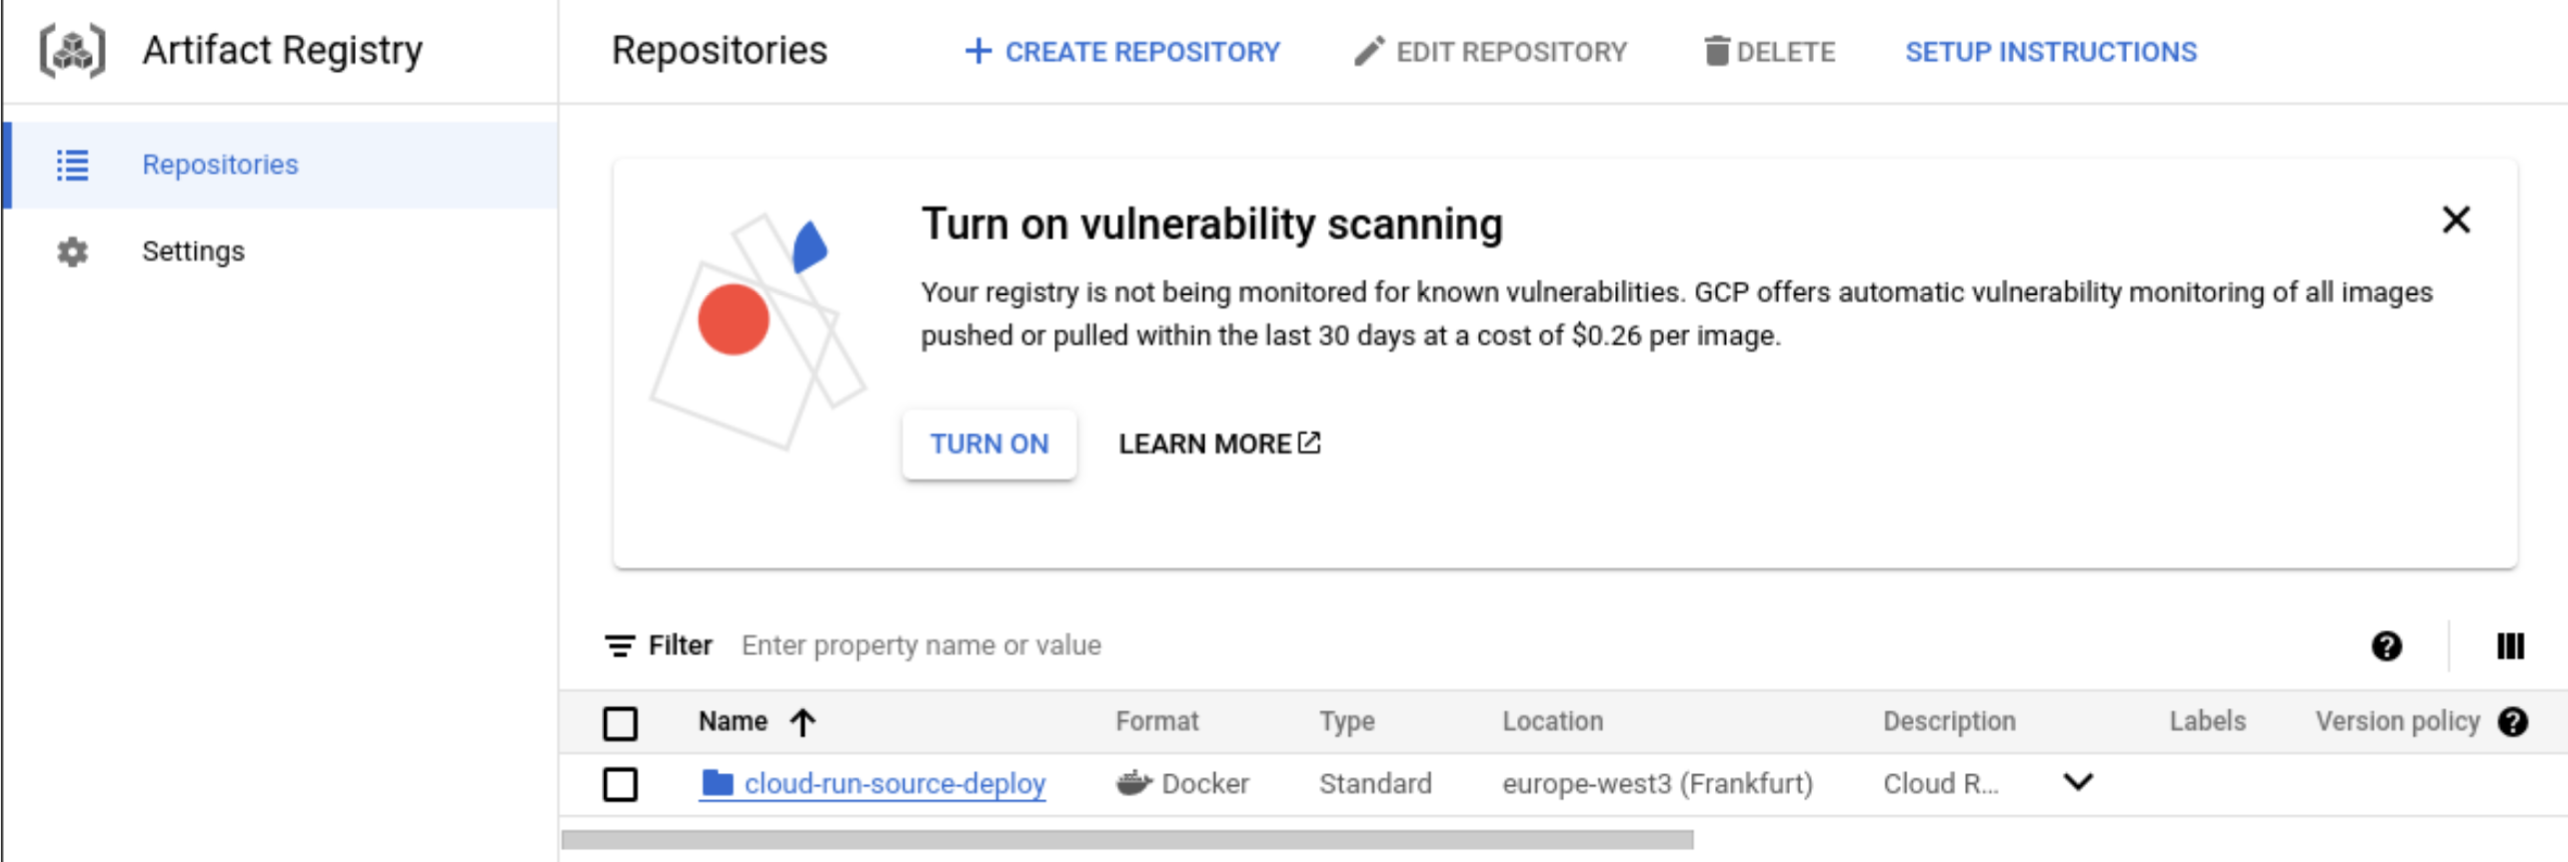 Artifact Registry
Repositories
Settings
Repositories CREATE REPOSITORY EDIT REPOSITORY DELETE SETUP INSTRUCTIONS
Turn on vulnerability scanning
Your registry is not being monitored for known vulnerabilities. GCP offers automatic vulnerability monitoring of all images
pushed or pulled within the last 30 days at a cost of $0.26 per image.
TURN ON LEARN MORE
Filter Enter property name or value
Name Format Type Location Description Labels Version policy
cloud-run-source-deploy Docker Standard europe-west3 (Frankfurt) Cloud R...